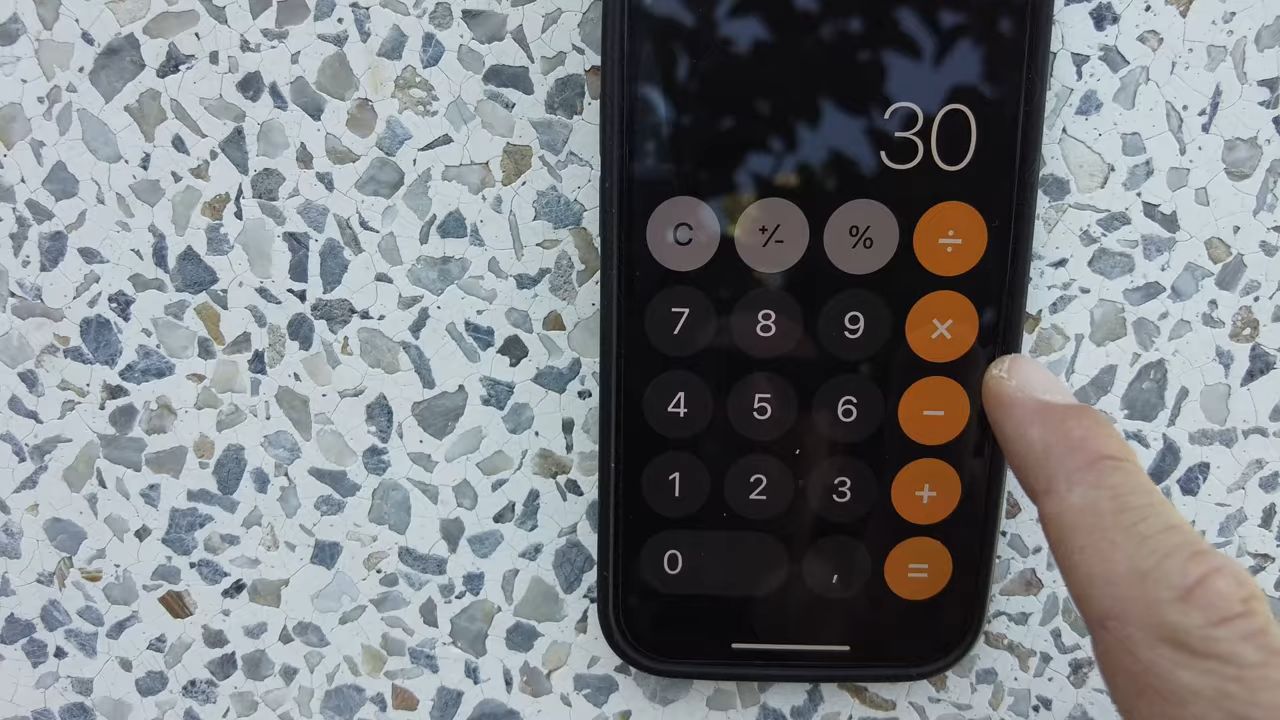 30
C +/- % ÷
7 8 9 ×
4 5 6 −
1 2 3 +
0 , =